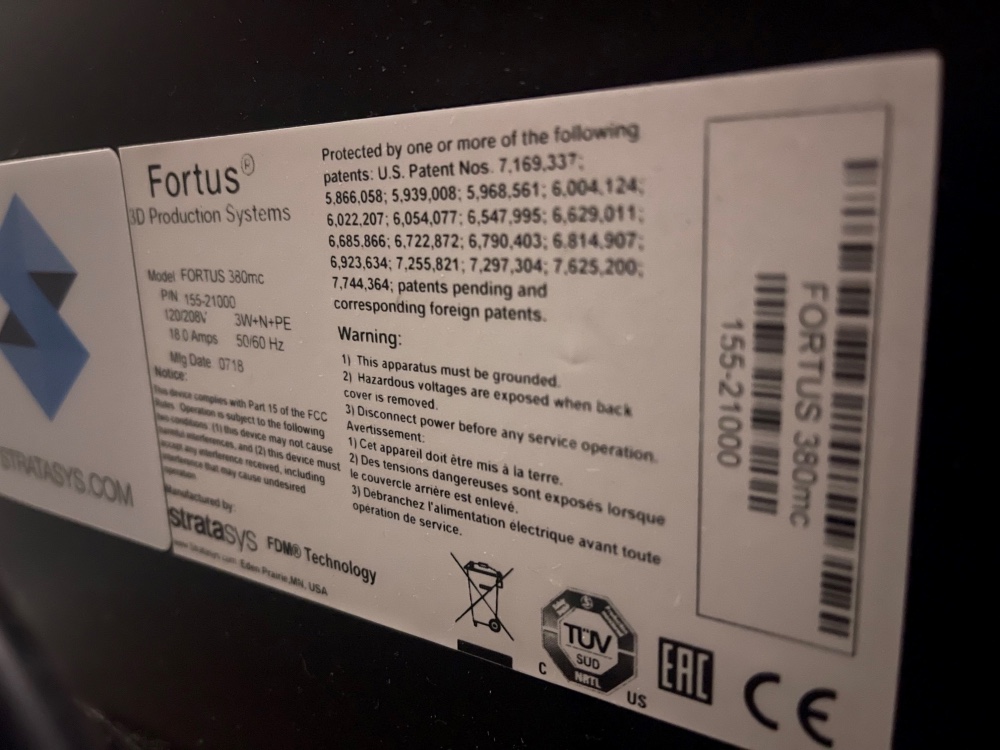 STRATASYS.COM
Fortus®
3D Production Systems
Model FORTUS 380mc
P/N 155-21000
120/208V 3W+N+PE
18.0 Amps 50/60 Hz
Mfg Date 0718
Notice:
This device complies with Part 15 of the FCC
Rules. Operation is subject to the following
two conditions: (1) this device may not cause
harmful interference, and (2) this device must
accept any interference received, including
interference that may cause undesired
operation
Manufactured by:
stratasys FDM® Technology
www.Stratasys.com Eden Prairie, MN, USA
Protected by one or more of the following
patents: U.S. Patent Nos. 7,169,337;
5,866,058; 5,939,008; 5,968,561; 6,004,124;
6,022,207; 6,054,077; 6,547,995; 6,629,011;
6,685,866; 6,722,872; 6,790,403; 6.814,907;
6,923,634; 7,255,821; 7,297,304; 7,625,200;
7,744,364; patents pending and
corresponding foreign patents.
Warning:
1) This apparatus must be grounded.
2) Hazardous voltages are exposed when back
cover is removed.
3) Disconnect power before any service operation.
Avertissement:
1) Cet appareil doit être mis à la terre.
2) Des tensions dangereuses sont exposés lorsque
le couvercle arrière est enlevé.
3) Débranchez l'alimentation électrique avant toute
opération de service.
FORTUS 380mc
155-21000
TÜV
SUD
NRTL
C US
EAC
CE